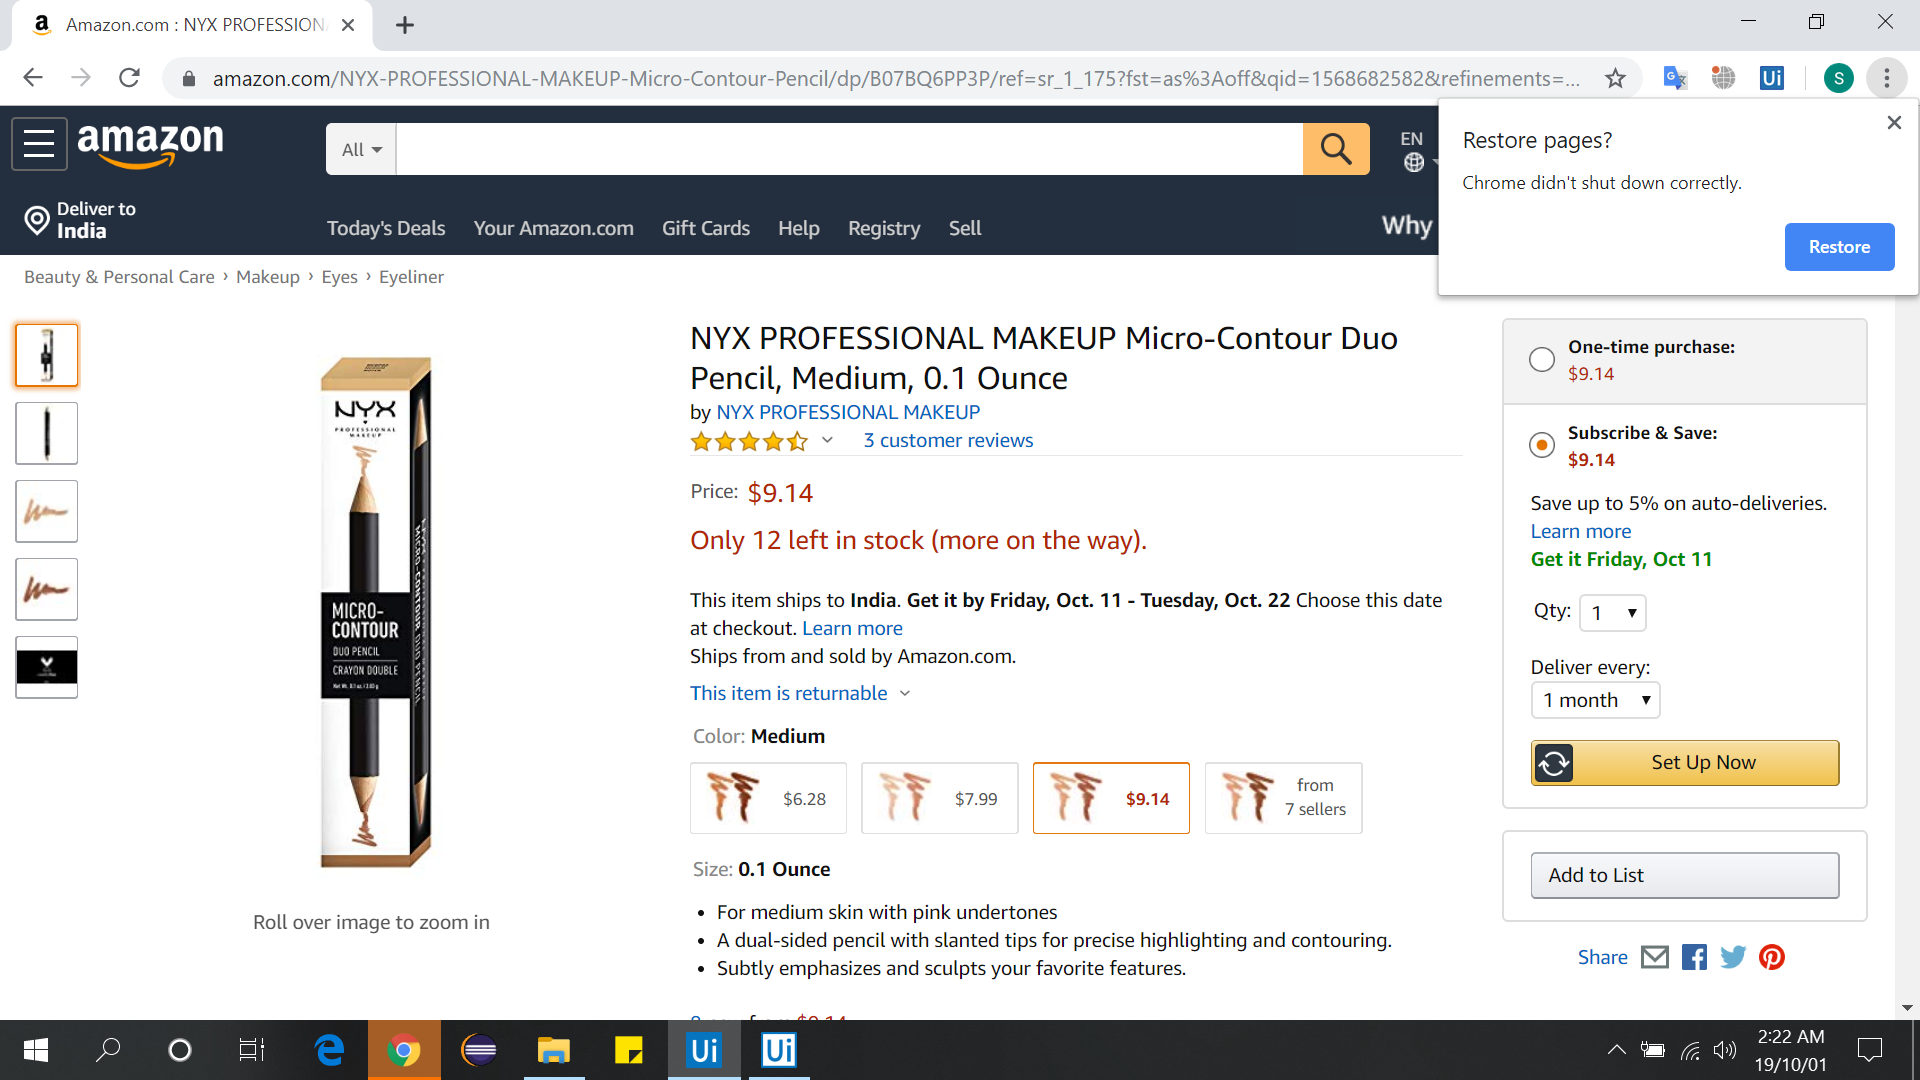 Amazon.com : NYX PROFESSION
amazon.com/NYX-PROFESSIONAL-MAKEUP-Micro-Contour-Pencil/dp/B07BQ6PP3P/ref=sr_1_175?fst=as%3Aoff&qid=1568682582&refinements=...
S
Restore pages?
Chrome didn't shut down correctly.
Restore
amazon
All
EN
Deliver to
India
Today's Deals
Your Amazon.com
Gift Cards
Help
Registry
Sell
Why
Beauty & Personal Care › Makeup › Eyes › Eyeliner
NYX
PROFESSIONAL
MAKEUP
MICRO-
CONTOUR
DUO PENCIL
CRAYON DOUBLE
MICRO-CONTOUR DUO PENCIL
Roll over image to zoom in
NYX PROFESSIONAL MAKEUP Micro-Contour Duo
Pencil, Medium, 0.1 Ounce
by NYX PROFESSIONAL MAKEUP
3 customer reviews
Price: $9.14
Only 12 left in stock (more on the way).
This item ships to India. Get it by Friday, Oct. 11 - Tuesday, Oct. 22 Choose this date
at checkout. Learn more
Ships from and sold by Amazon.com.
This item is returnable
Color: Medium
$6.28
$7.99
$9.14
from
7 sellers
Size: 0.1 Ounce
• For medium skin with pink undertones
• A dual-sided pencil with slanted tips for precise highlighting and contouring.
• Subtly emphasizes and sculpts your favorite features.
One-time purchase:
$9.14
Subscribe & Save:
$9.14
Save up to 5% on auto-deliveries.
Learn more
Get it Friday, Oct 11
Qty: 1
Deliver every:
1 month
Set Up Now
Add to List
Share
Ui
Ui
Ui
2:22 AM
19/10/01